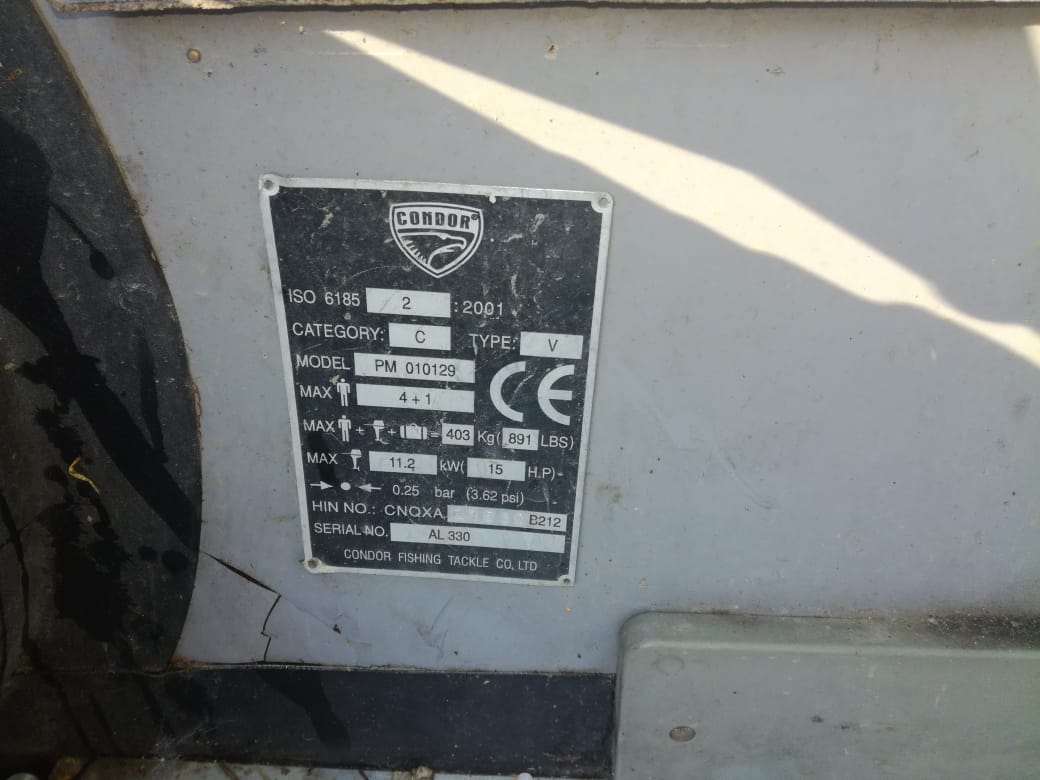 CONDOR®
ISO 6185 2 : 2001
CATEGORY: C TYPE: V
MODEL PM 010129
MAX 4 + 1
CE
MAX + + = 403 Kg( 891 LBS)
MAX 11.2 kW( 15 H.P)
0.25 bar (3.62 psi)
HIN NO.: CNQXA B212
SERIAL NO. AL 330
CONDOR FISHING TACKLE CO, LTD